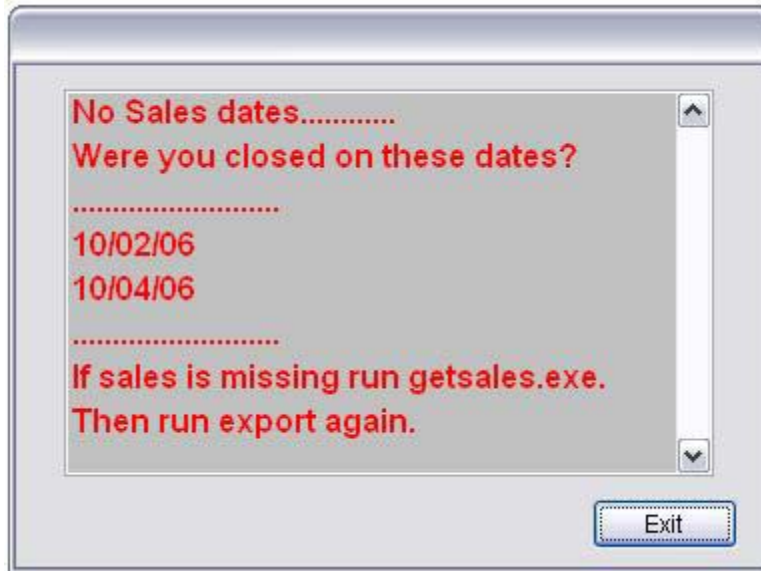 No Sales dates............
Were you closed on these dates?
..........................
10/02/06
10/04/06
..........................
If sales is missing run getsales.exe.
Then run export again.
Exit